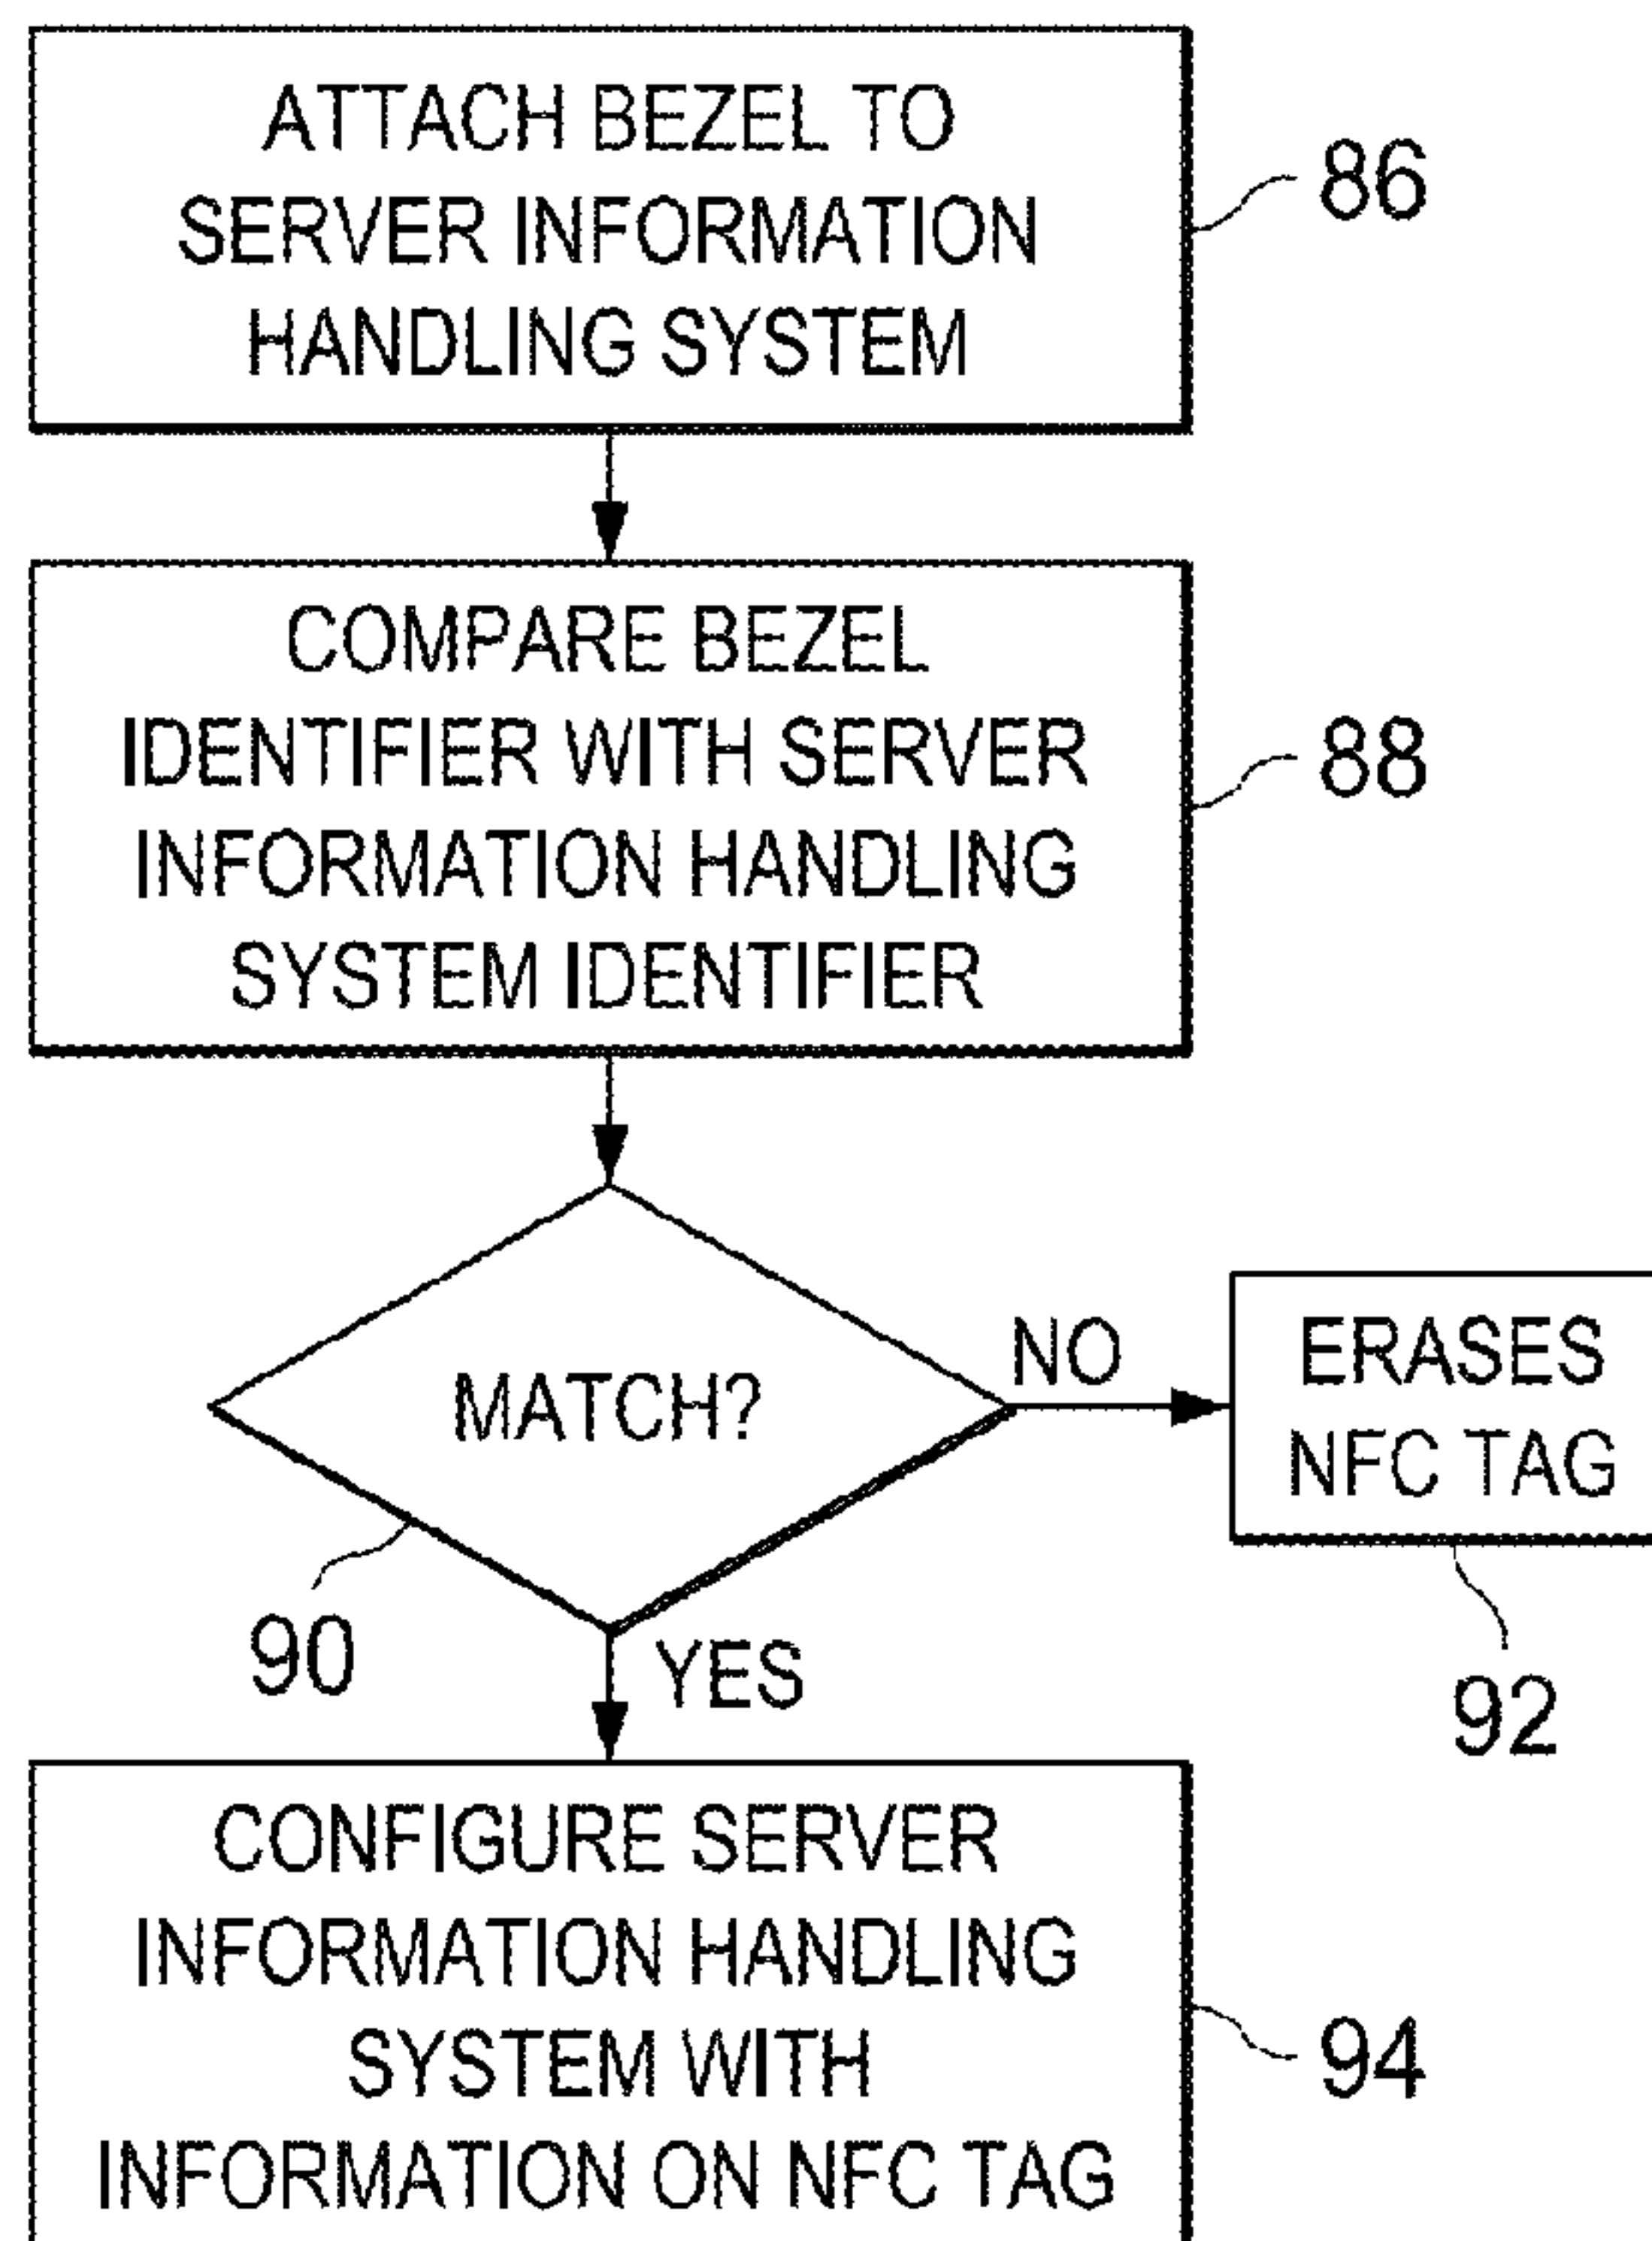 ATTACH BEZEL TO
SERVER INFORMATION
HANDLING SYSTEM
86
COMPARE BEZEL
IDENTIFIER WITH SERVER
INFORMATION HANDLING
SYSTEM IDENTIFIER
88
MATCH?
90
NO
ERASES
NFC TAG
92
YES
CONFIGURE SERVER
INFORMATION HANDLING
SYSTEM WITH
INFORMATION ON NFC TAG
94